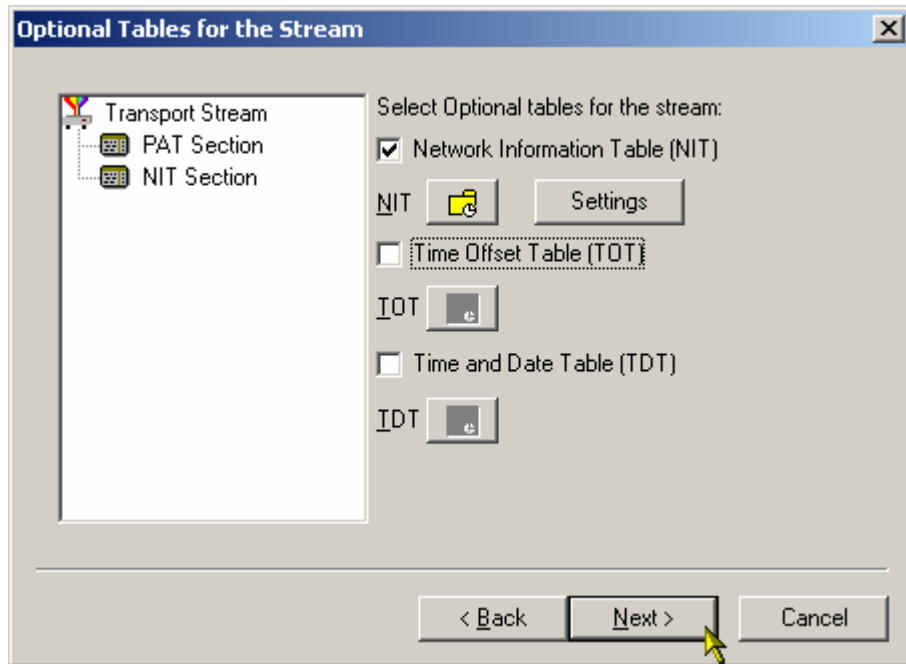 Optional Tables for the Stream
Transport Stream
PAT Section
NIT Section
Select Optional tables for the stream:
Network Information Table (NIT)
NIT
Settings
Time Offset Table (TOT)
TOT
Time and Date Table (TDT)
TDT
< Back
Next >
Cancel